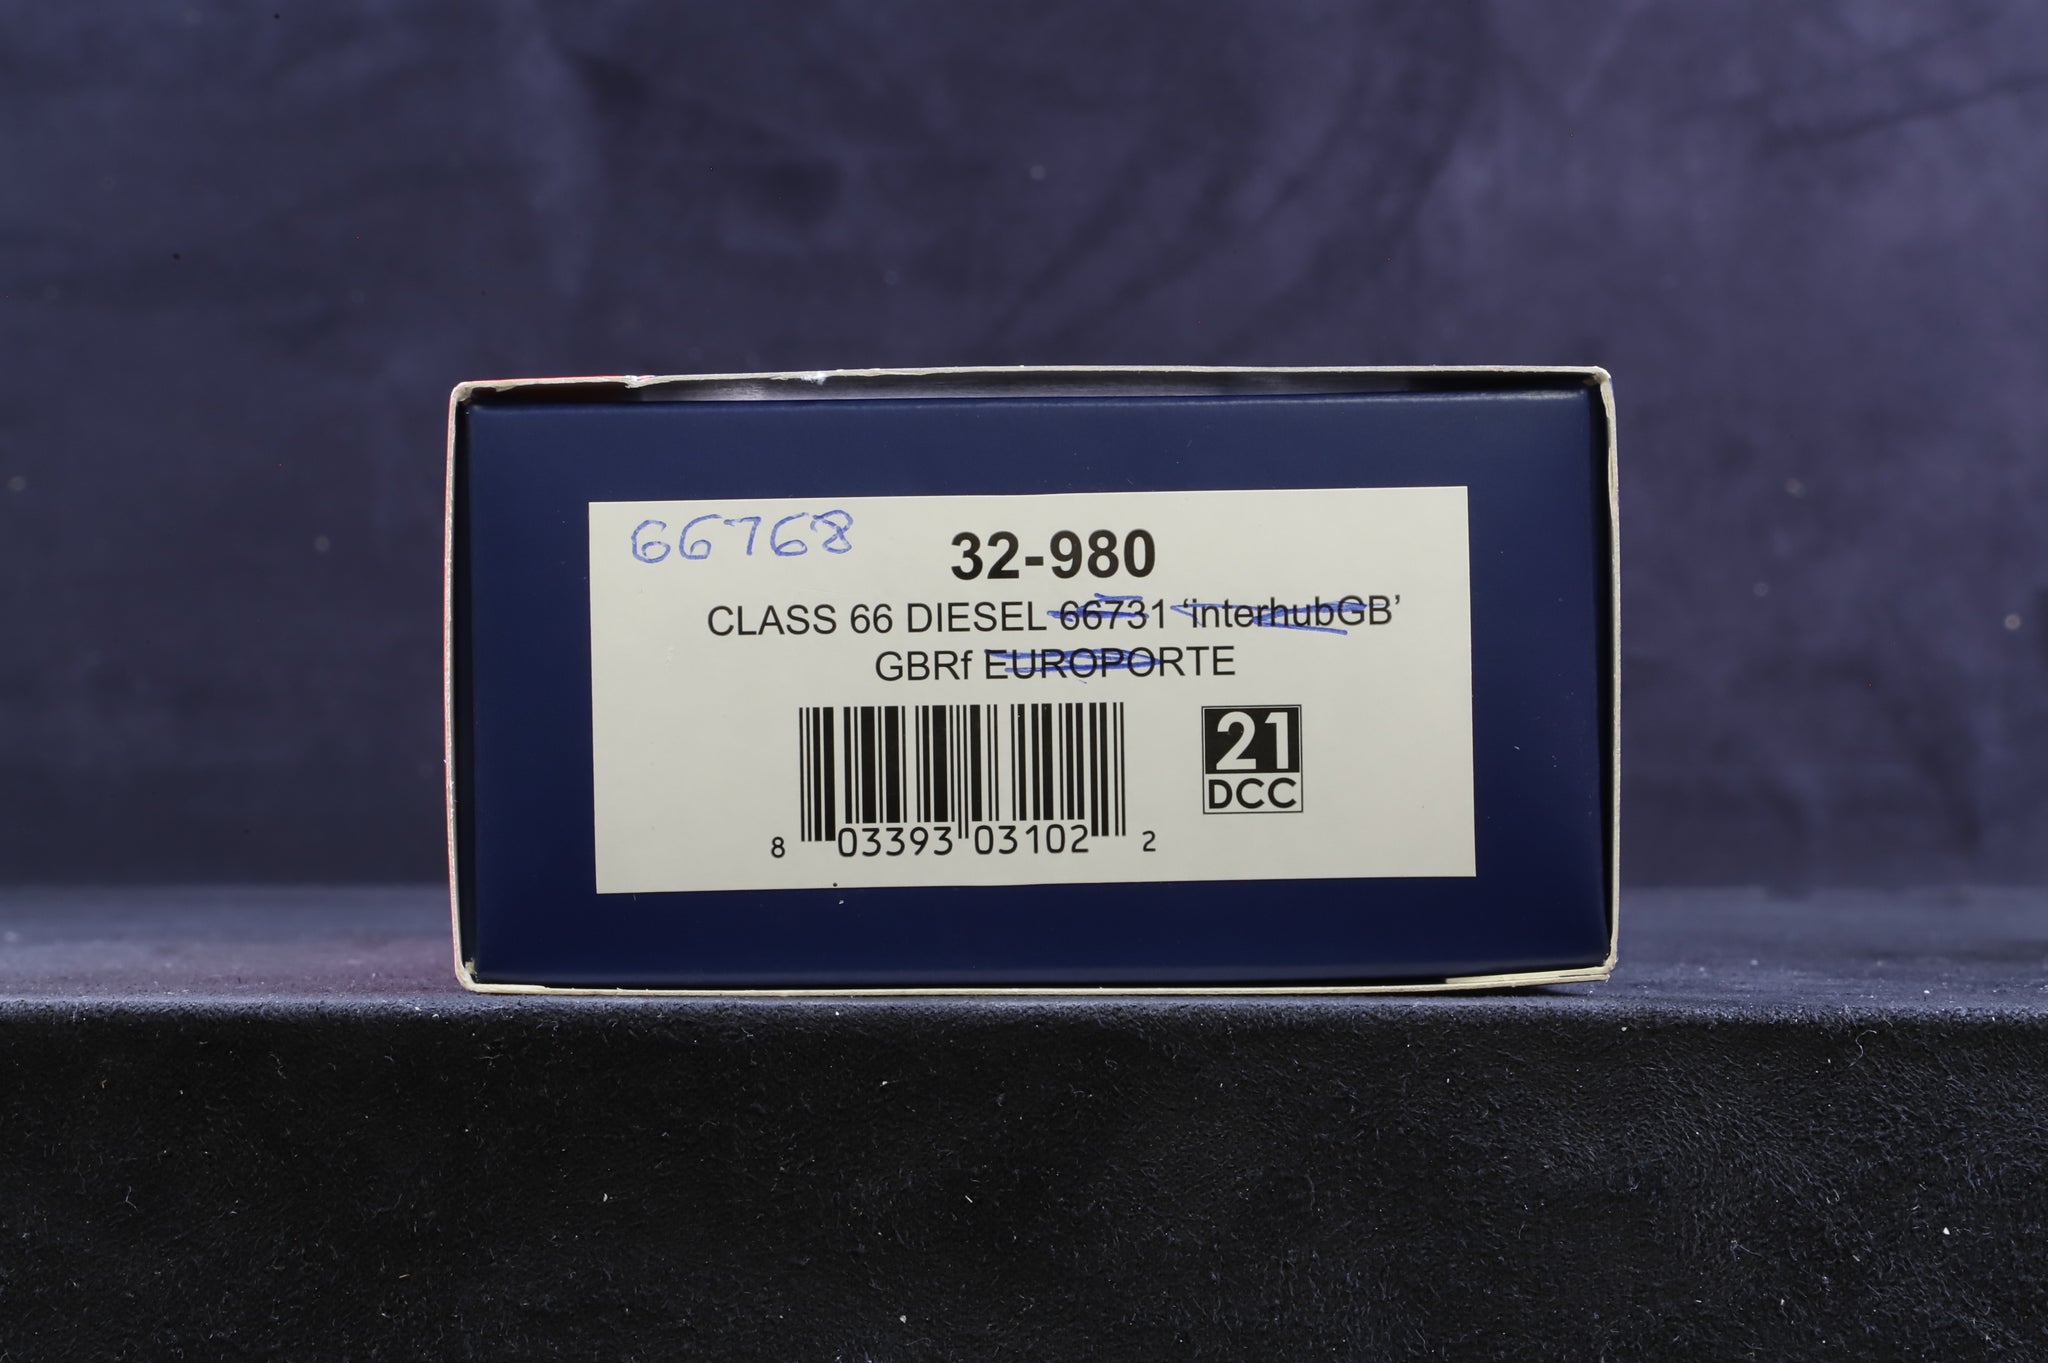 66768
32-980
CLASS 66 DIESEL 66731 ‘interhubGB’
GBRf EUROPORTE
8 03393 03102 2
21
DCC